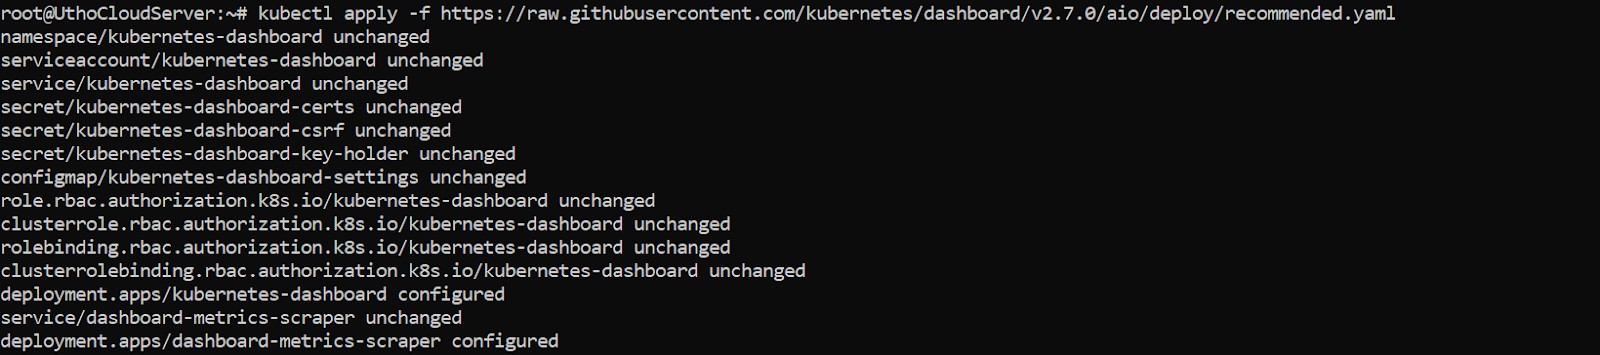 root@UthoCloudServer:~# kubectl apply -f https://raw.githubusercontent.com/kubernetes/dashboard/v2.7.0/aio/deploy/recommended.yaml
namespace/kubernetes-dashboard unchanged
serviceaccount/kubernetes-dashboard unchanged
service/kubernetes-dashboard unchanged
secret/kubernetes-dashboard-certs unchanged
secret/kubernetes-dashboard-csrf unchanged
secret/kubernetes-dashboard-key-holder unchanged
configmap/kubernetes-dashboard-settings unchanged
role.rbac.authorization.k8s.io/kubernetes-dashboard unchanged
clusterrole.rbac.authorization.k8s.io/kubernetes-dashboard unchanged
rolebinding.rbac.authorization.k8s.io/kubernetes-dashboard unchanged
clusterrolebinding.rbac.authorization.k8s.io/kubernetes-dashboard unchanged
deployment.apps/kubernetes-dashboard configured
service/dashboard-metrics-scraper unchanged
deployment.apps/dashboard-metrics-scraper configured